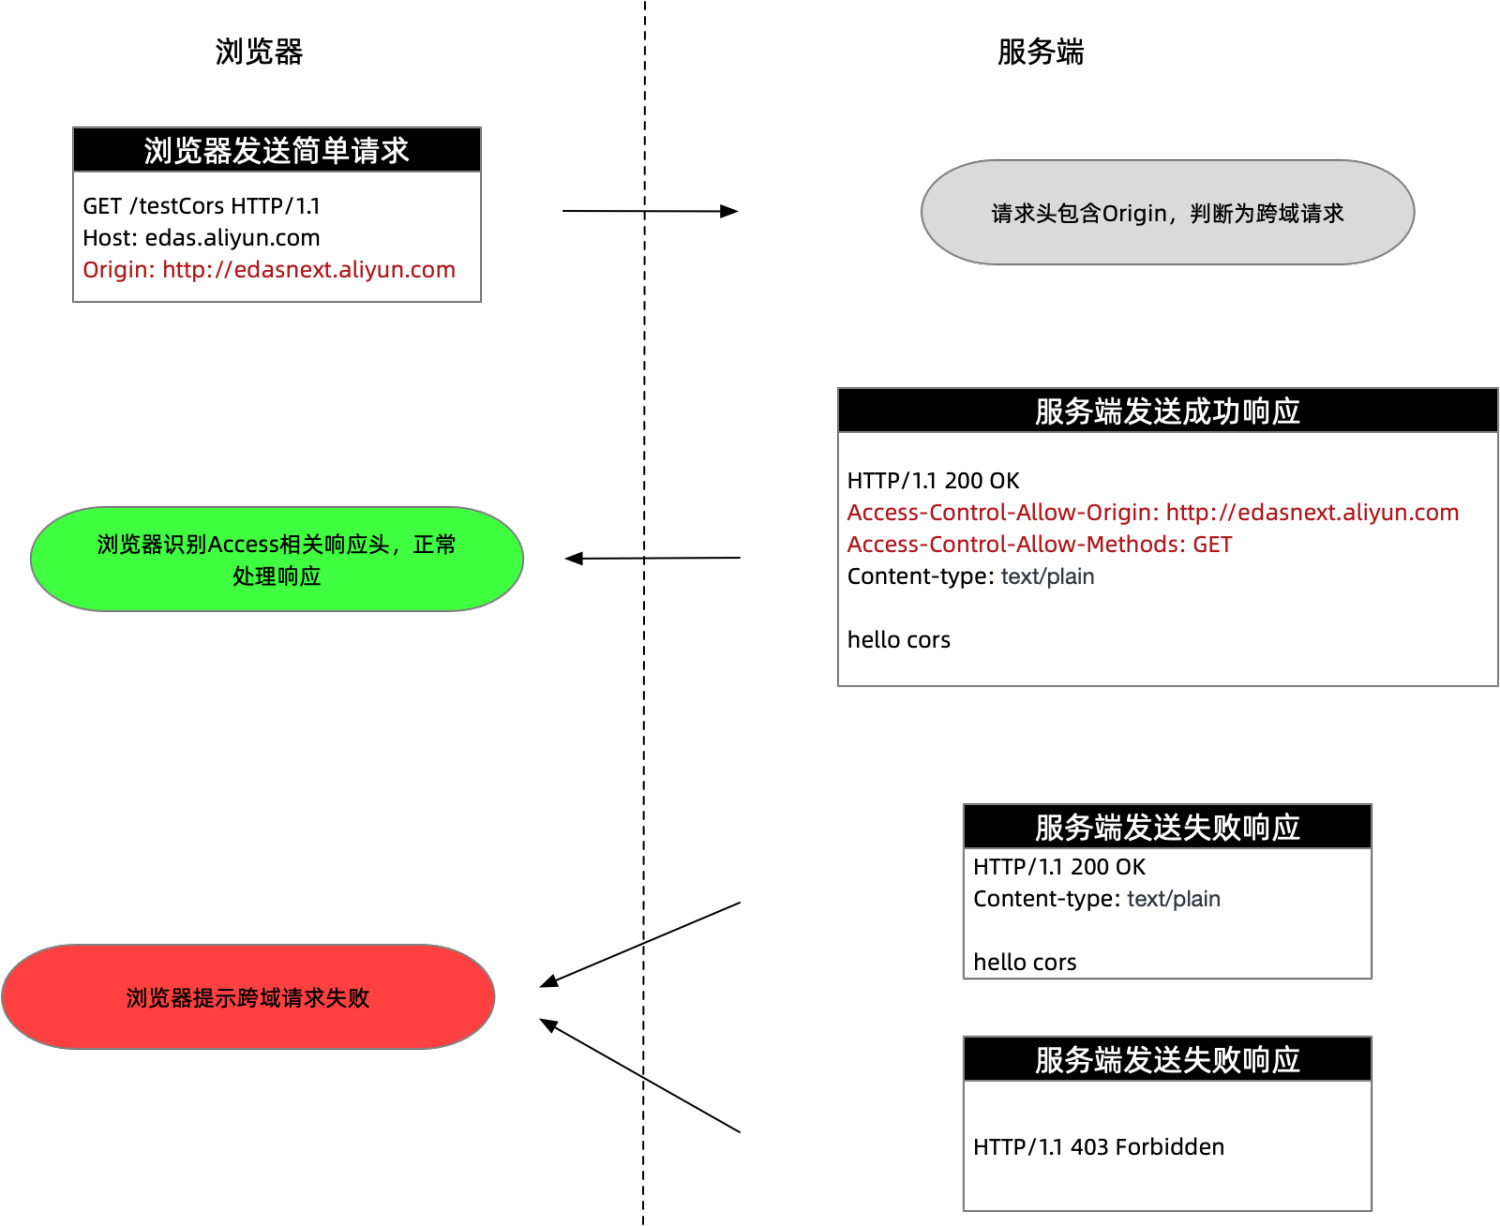 浏览器
服务端
浏览器发送简单请求
GET /testCors HTTP/1.1
Host: edas.aliyun.com
Origin: http://edasnext.aliyun.com
请求头包含Origin，判断为跨域请求
服务端发送成功响应
HTTP/1.1 200 OK
Access-Control-Allow-Origin: http://edasnext.aliyun.com
Access-Control-Allow-Methods: GET
Content-type: text/plain
hello cors
浏览器识别Access相关响应头，正常
处理响应
服务端发送失败响应
HTTP/1.1 200 OK
Content-type: text/plain
hello cors
浏览器提示跨域请求失败
服务端发送失败响应
HTTP/1.1 403 Forbidden